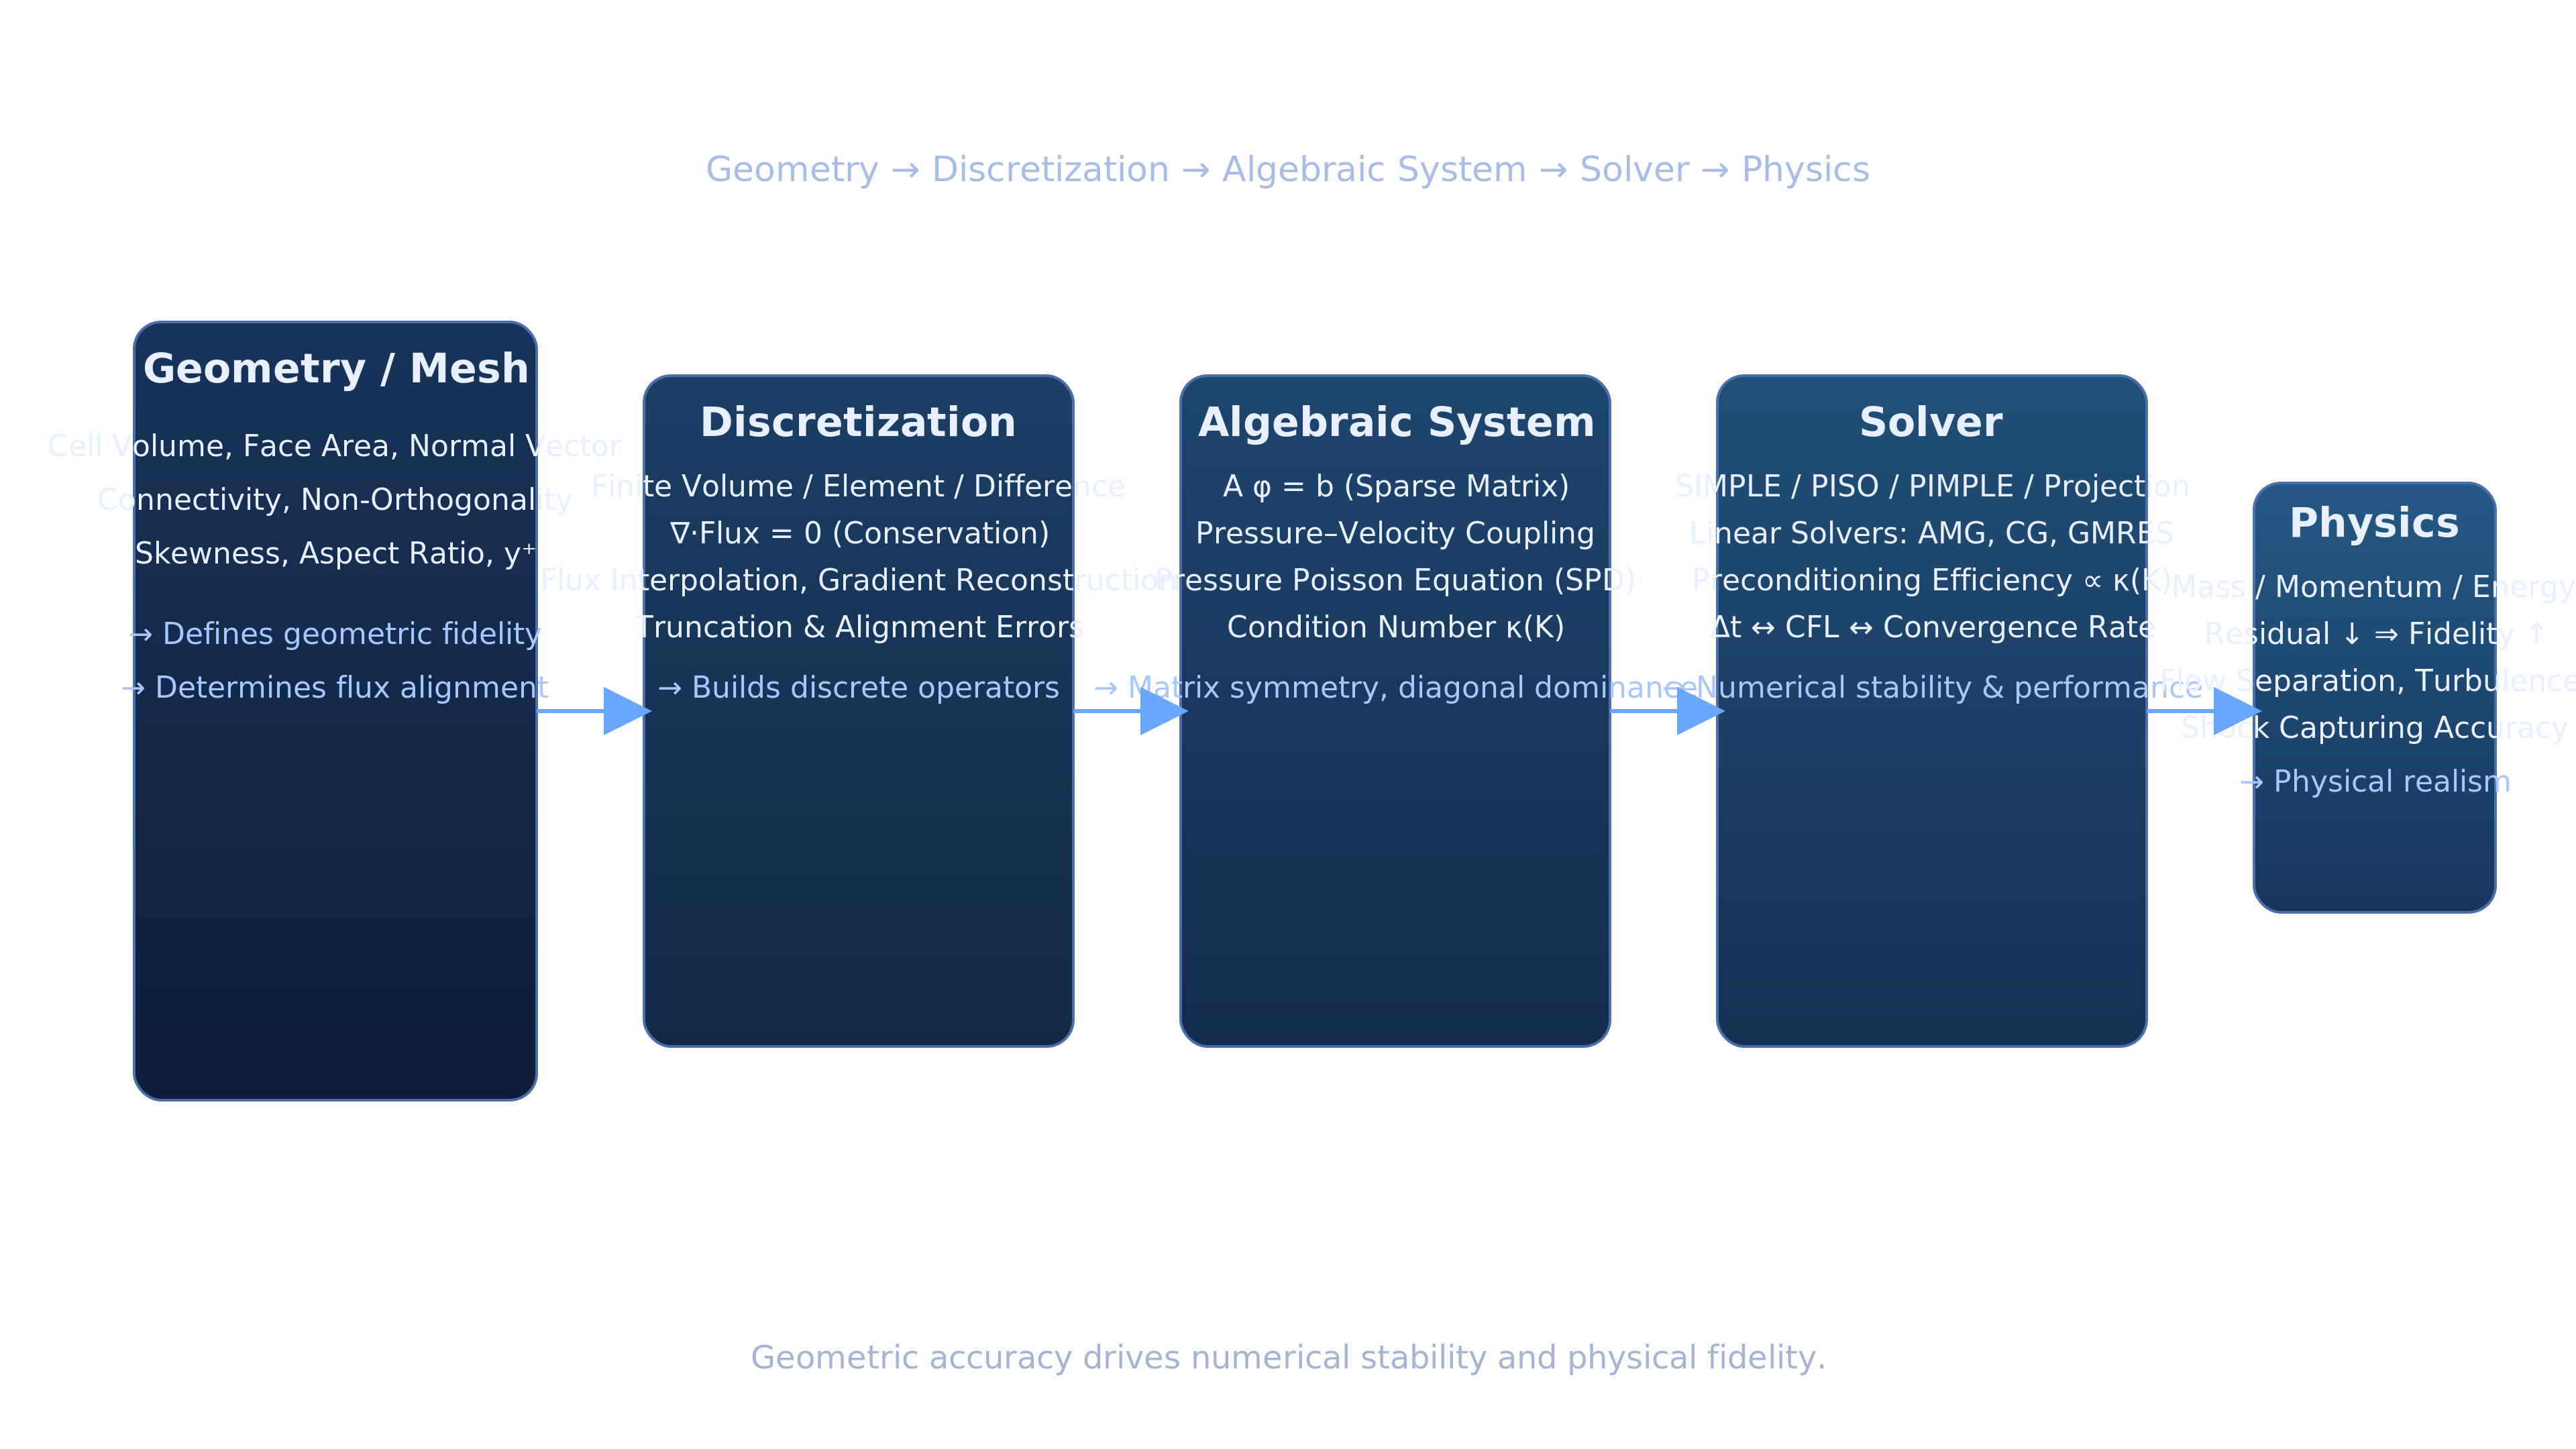 Geometry → Discretization → Algebraic System → Solver → Physics
Geometry / Mesh
Cell Volume, Face Area, Normal Vector
Connectivity, Non-Orthogonality
Skewness, Aspect Ratio, y⁺
→ Defines geometric fidelity
→ Determines flux alignment
Discretization
Finite Volume / Element / Difference
∇·Flux = 0 (Conservation)
Flux Interpolation, Gradient Reconstruction
Truncation & Alignment Errors
→ Builds discrete operators
Algebraic System
A φ = b (Sparse Matrix)
Pressure–Velocity Coupling
Pressure Poisson Equation (SPD)
Condition Number κ(K)
→ Matrix symmetry, diagonal dominance
Solver
SIMPLE / PISO / PIMPLE / Projection
Linear Solvers: AMG, CG, GMRES
Preconditioning Efficiency ∝ κ(K)
Δt ↔ CFL ↔ Convergence Rate
→ Numerical stability & performance
Physics
Mass / Momentum / Energy
Residual ↓ ⇒ Fidelity ↑
Flow Separation, Turbulence
Shock Capturing Accuracy
→ Physical realism
Geometric accuracy drives numerical stability and physical fidelity.